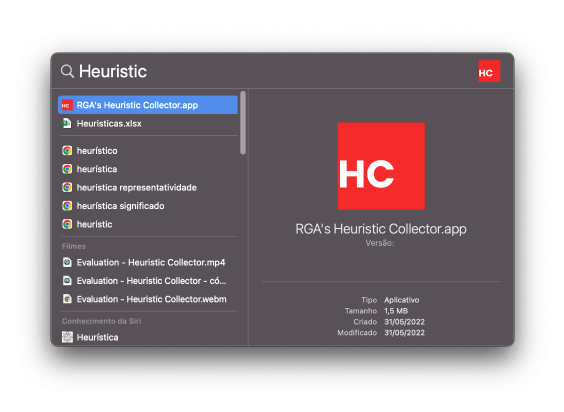 Heuristic
HC
HC
RGA's Heuristic Collector.app
Heuristicas.xlsx
heurístico
heurística
heuristica representatividade
heurística significado
heuristic
Filmes
Evaluation - Heuristic Collector.mp4
Evaluation - Heuristic Collector - có...
Evaluation - Heuristic Collector.webm
Conhecimento da Siri
Heurística
HC
RGA's Heuristic Collector.app
Versão:
Tipo Aplicativo
Tamanho 1,5 MB
Criado 31/05/2022
Modificado 31/05/2022